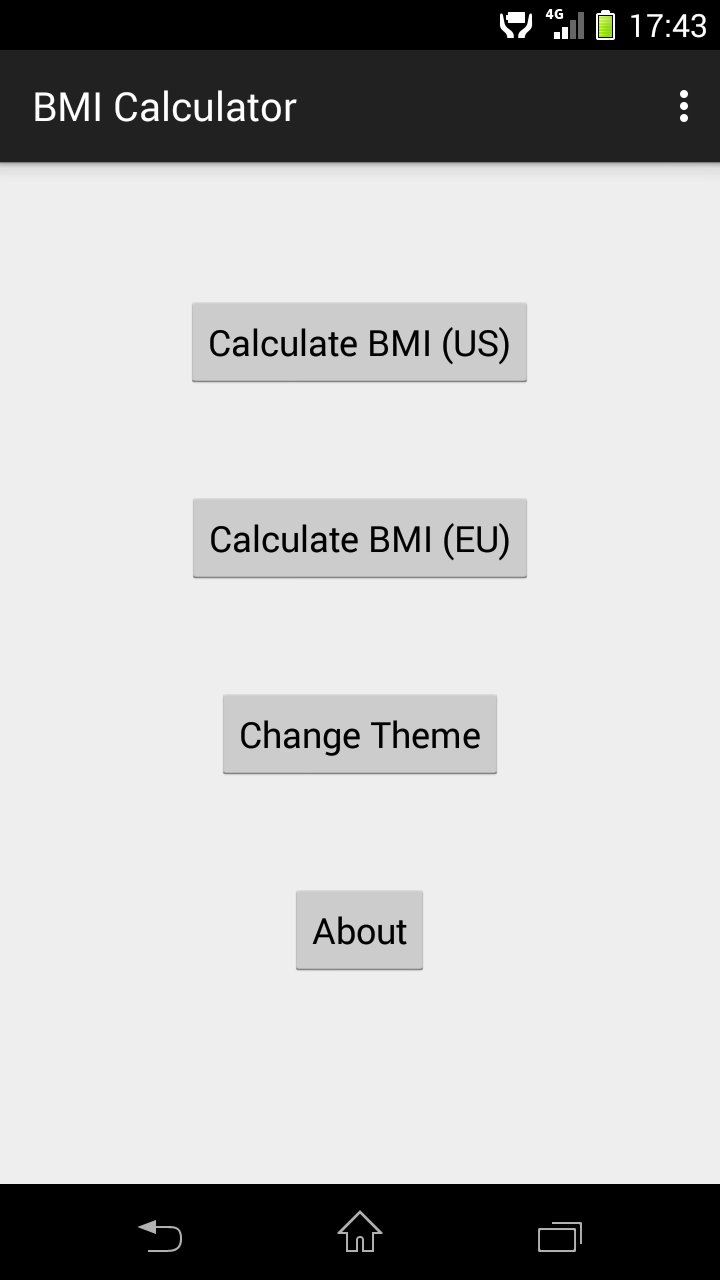 4G 17:43
BMI Calculator
Calculate BMI (US)
Calculate BMI (EU)
Change Theme
About